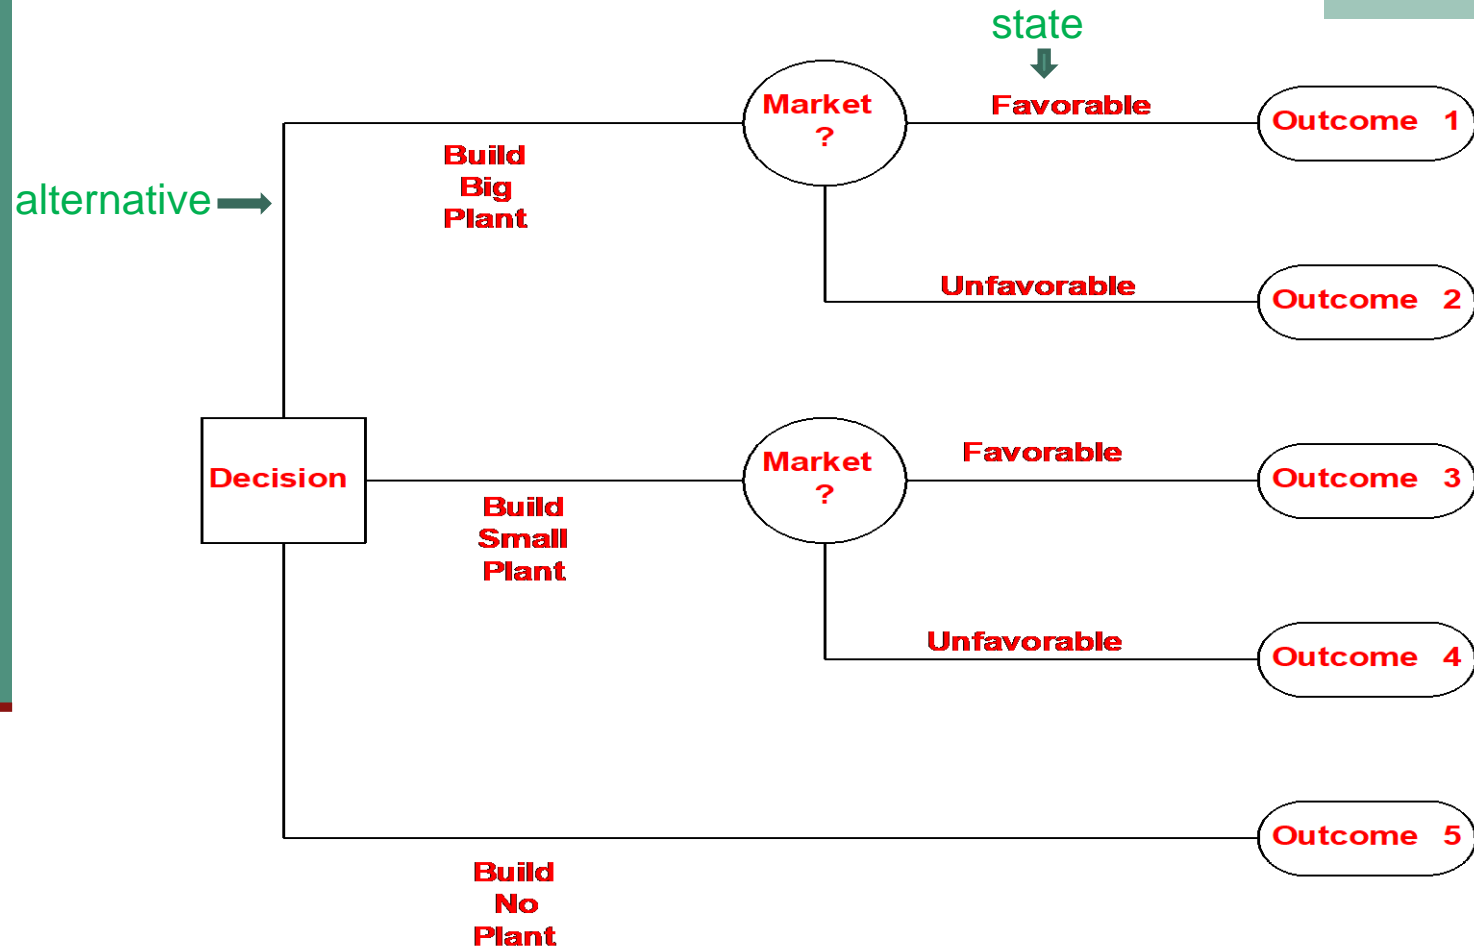 state
Market
?
Favorable
Outcome 1
Build
Big
Plant
alternative
Unfavorable
Outcome 2
Decision
Market
?
Favorable
Outcome 3
Build
Small
Plant
Unfavorable
Outcome 4
Outcome 5
Build
No
Plant